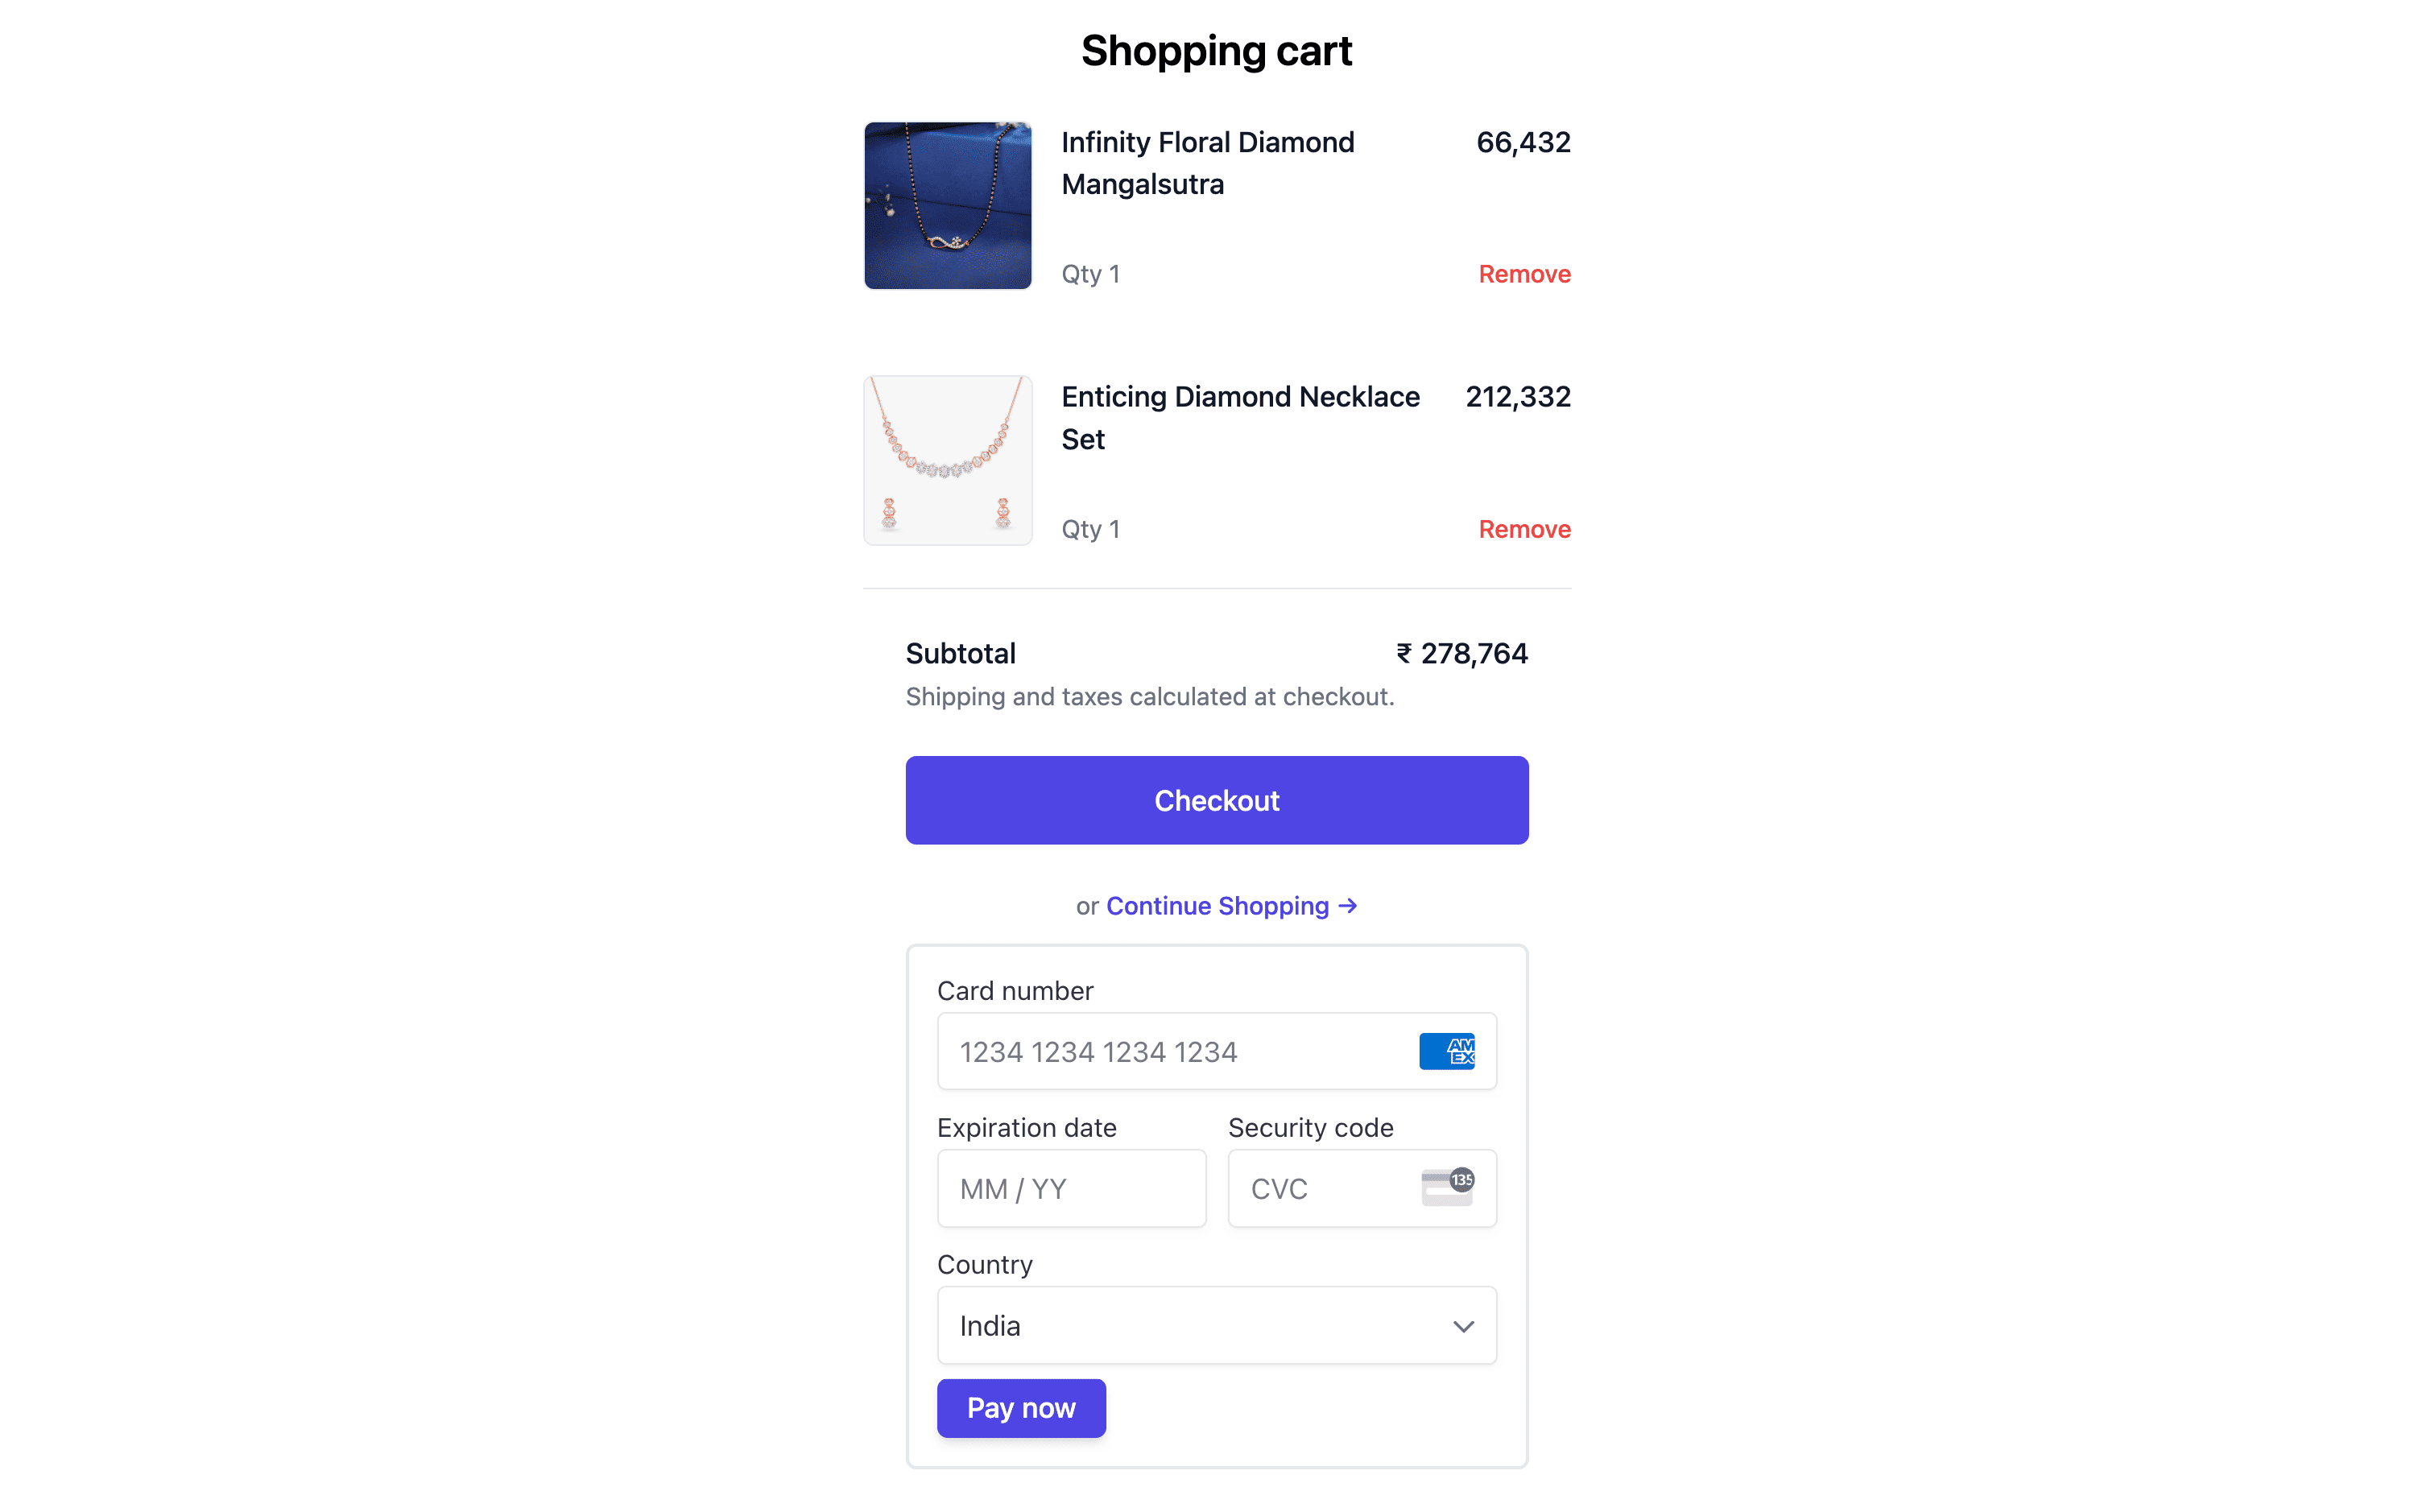 Shopping cart
Infinity Floral Diamond 66,432
Mangalsutra
Qty 1 Remove
Enticing Diamond Necklace 212,332
Set
Qty 1 Remove
Subtotal ₹ 278,764
Shipping and taxes calculated at checkout.
Checkout
or Continue Shopping →
Card number
1234 1234 1234 1234 AM
EX
Expiration date Security code
MM / YY CVC 135
Country
India
Pay now